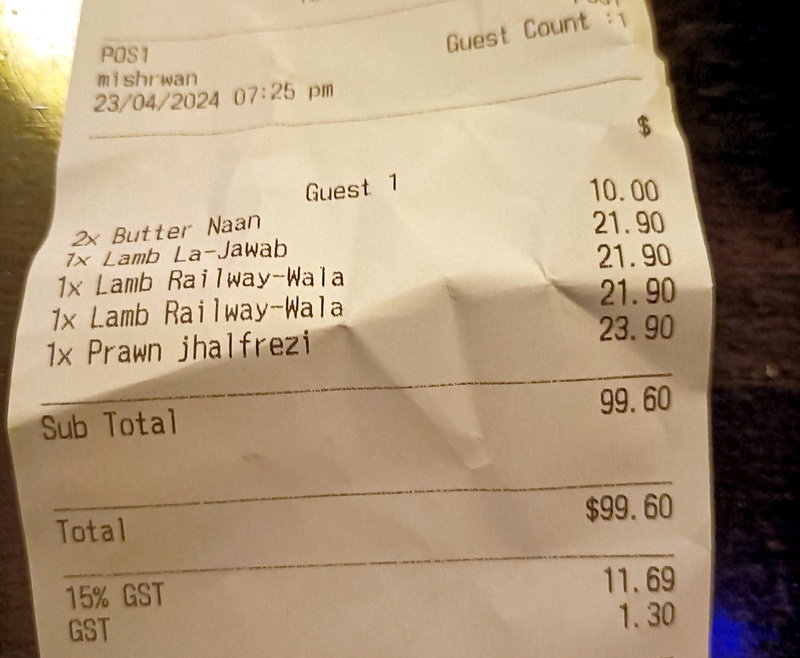 POS1
Guest Count :1
mishrwan
23/04/2024 07:25 pm
$
Guest 1
2x Butter Naan 10.00
1x Lamb La-Jawab 21.90
1x Lamb Railway-Wala 21.90
1x Lamb Railway-Wala 21.90
1x Prawn jhalfrezi 23.90
Sub Total 99.60
Total $99.60
15% GST 11.69
GST 1.30